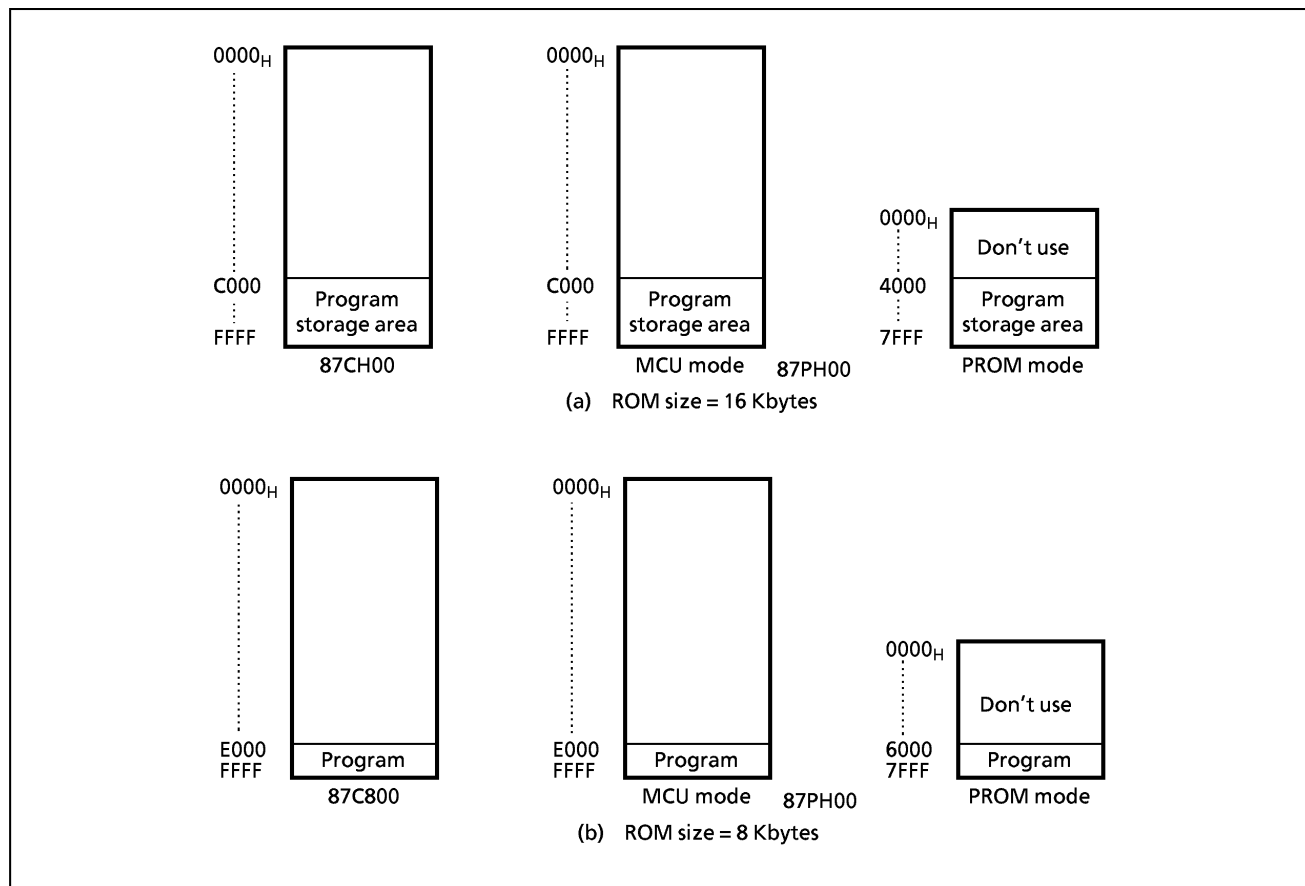 0000H
C000
FFFF
Program
storage area
87CH00
0000H
C000
FFFF
Program
storage area
MCU mode
87PH00
0000H
Don't use
4000
Program
storage area
7FFF
PROM mode
(a) ROM size = 16 Kbytes
0000H
E000
FFFF
Program
87C800
0000H
E000
FFFF
Program
MCU mode
87PH00
0000H
Don't use
6000
7FFF
Program
PROM mode
(b) ROM size = 8 Kbytes